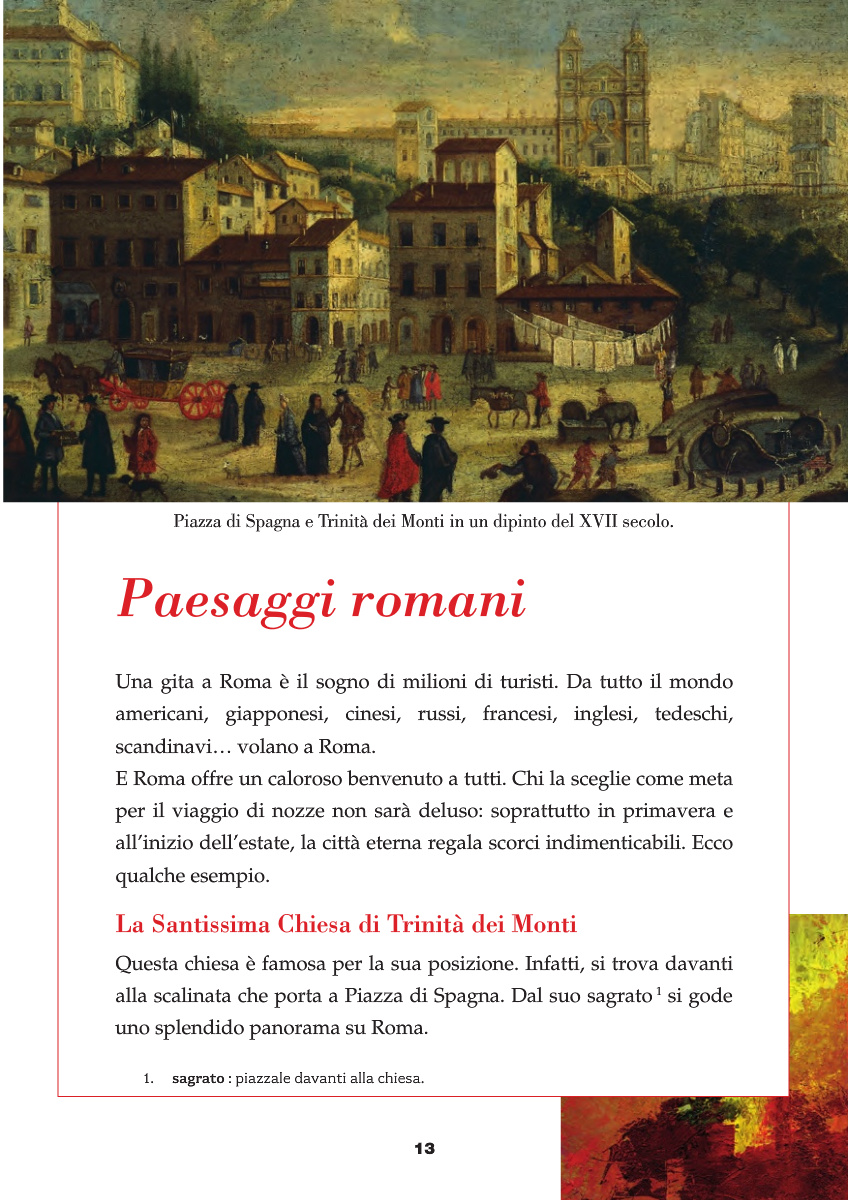 Piazza di Spagna e Trinità dei Monti in un dipinto del XVII secolo.
Paesaggi romani
Una gita a Roma è il sogno di milioni di turisti. Da tutto il mondo
americani, giapponesi, cinesi, russi, francesi, inglesi, tedeschi,
scandinavi… volano a Roma.
E Roma offre un caloroso benvenuto a tutti. Chi la sceglie come meta
per il viaggio di nozze non sarà deluso: soprattutto in primavera e
all’inizio dell’estate, la città eterna regala scorci indimenticabili. Ecco
qualche esempio.
La Santissima Chiesa di Trinità dei Monti
Questa chiesa è famosa per la sua posizione. Infatti, si trova davanti
alla scalinata che porta a Piazza di Spagna. Dal suo sagrato ¹ si gode
uno splendido panorama su Roma.
1. sagrato : piazzale davanti alla chiesa.
13